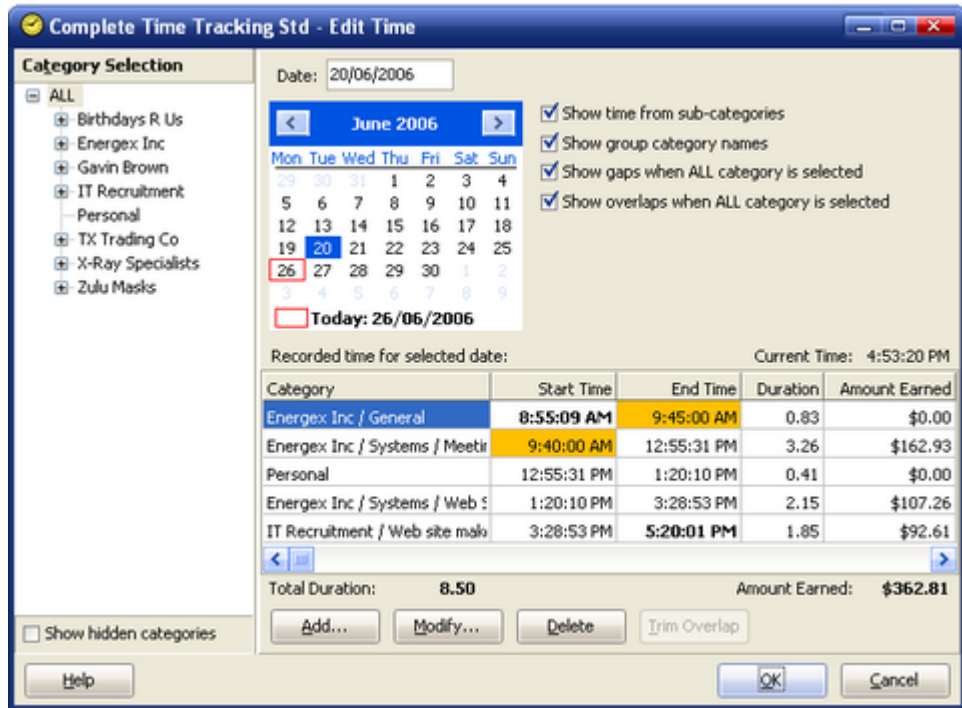 Complete Time Tracking Std - Edit Time
Category Selection
ALL
Birthdays R Us
Energex Inc
Gavin Brown
IT Recruitment
Personal
TX Trading Co
X-Ray Specialists
Zulu Masks
Show hidden categories
Date: 20/06/2006
June 2006
Mon Tue Wed Thu Fri Sat Sun
29 30 31 1 2 3 4
5 6 7 8 9 10 11
12 13 14 15 16 17 18
19 20 21 22 23 24 25
26 27 28 29 30 1 2
3 4 5 6 7 8 9
Today: 26/06/2006
Show time from sub-categories
Show group category names
Show gaps when ALL category is selected
Show overlaps when ALL category is selected
Recorded time for selected date: Current Time: 4:53:20 PM
Category Start Time End Time Duration Amount Earned
Energex Inc / General 8:55:09 AM 9:45:00 AM 0.83 $0.00
Energex Inc / Systems / Meetin 9:40:00 AM 12:55:31 PM 3.26 $162.93
Personal 12:55:31 PM 1:20:10 PM 0.41 $0.00
Energex Inc / Systems / Web S 1:20:10 PM 3:28:53 PM 2.15 $107.26
IT Recruitment / Web site mak 3:28:53 PM 5:20:01 PM 1.85 $92.61
Total Duration: 8.50 Amount Earned: $362.81
Add... Modify... Delete Trim Overlap
Help OK Cancel